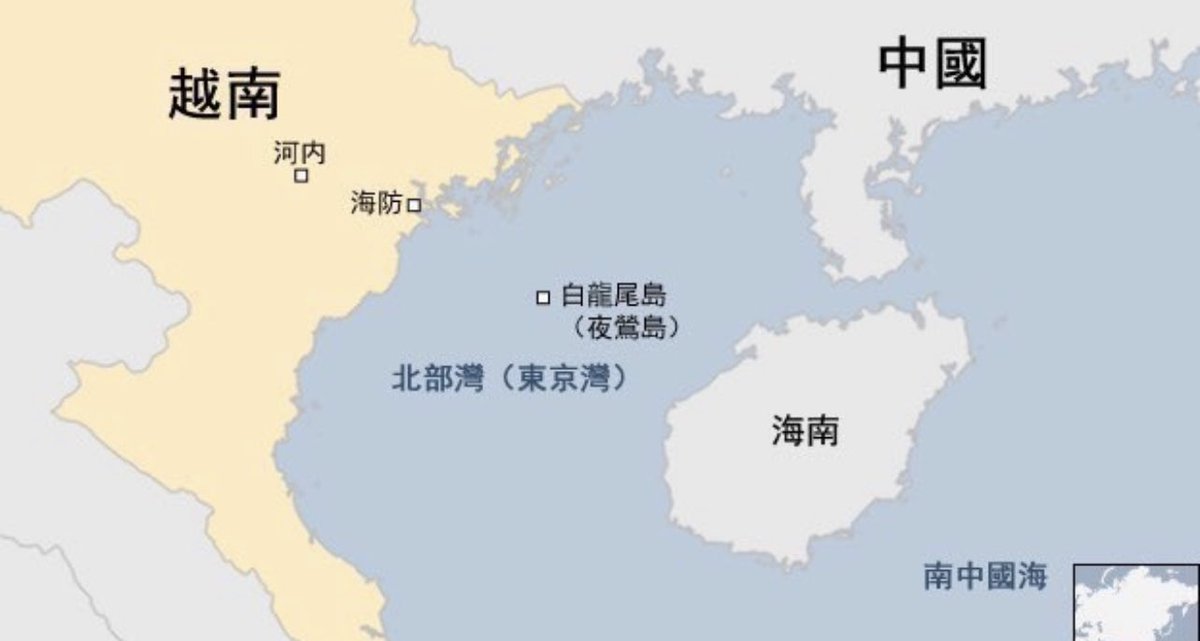 中國
越南
河内
海防
白龍尾島
（夜鶯島）
北部灣（東京灣）
海南
南中國海